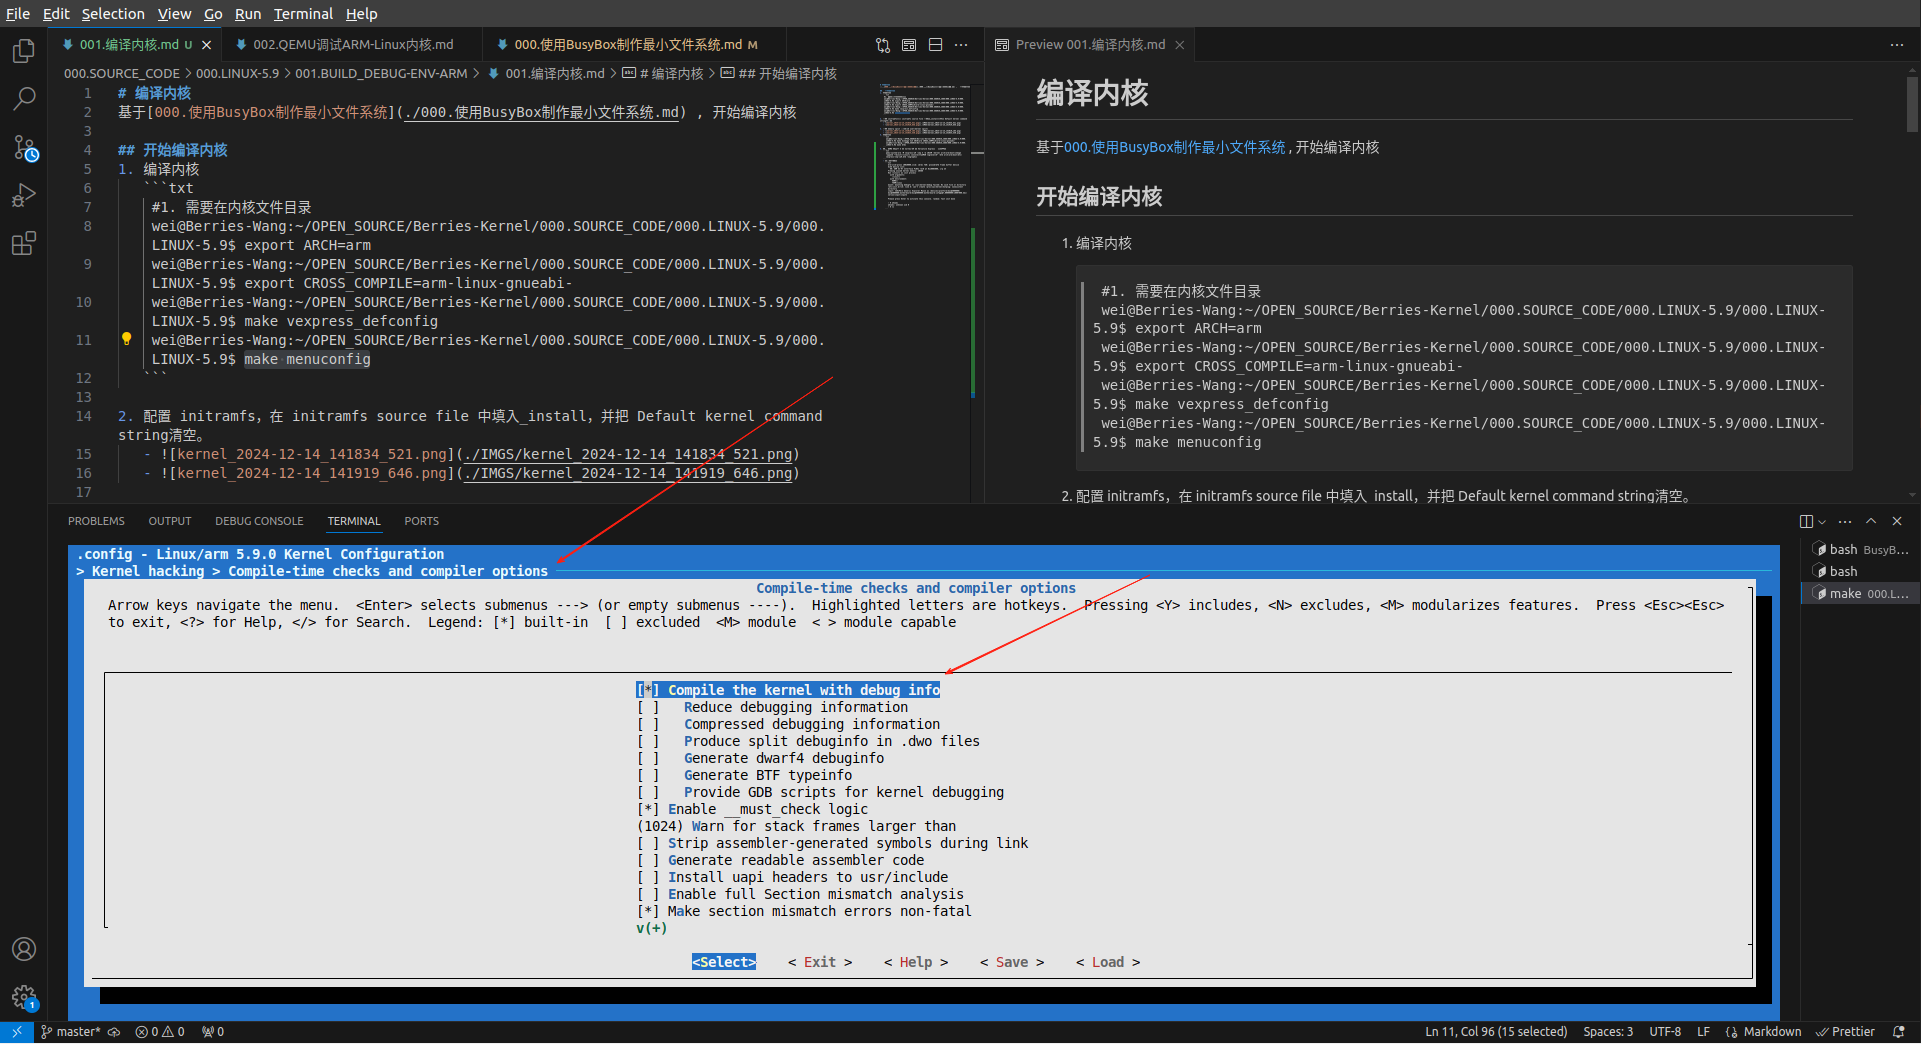 File Edit Selection View Go Run Terminal Help
001.编译内核.md U
002.QEMU调试ARM-Linux内核.md
000.使用BusyBox制作最小文件系统.md M
Preview 001.编译内核.md
000.SOURCE_CODE > 000.LINUX-5.9 > 001.BUILD_DEBUG-ENV-ARM > 001.编译内核.md > # 编译内核 > ## 开始编译内核
1 # 编译内核
2 基于[000.使用BusyBox制作最小文件系统](./000.使用BusyBox制作最小文件系统.md) , 开始编译内核
3
4 ## 开始编译内核
5 1. 编译内核
6 ```txt
7 #1. 需要在内核文件目录
8 wei@Berries-Wang:~/OPEN_SOURCE/Berries-Kernel/000.SOURCE_CODE/000.LINUX-5.9/000.
LINUX-5.9$ export ARCH=arm
9 wei@Berries-Wang:~/OPEN_SOURCE/Berries-Kernel/000.SOURCE_CODE/000.LINUX-5.9/000.
LINUX-5.9$ export CROSS_COMPILE=arm-linux-gnueabi-
10 wei@Berries-Wang:~/OPEN_SOURCE/Berries-Kernel/000.SOURCE_CODE/000.LINUX-5.9/000.
LINUX-5.9$ make vexpress_defconfig
11 wei@Berries-Wang:~/OPEN_SOURCE/Berries-Kernel/000.SOURCE_CODE/000.LINUX-5.9/000.
LINUX-5.9$ make menuconfig
12 ```
13
14 2. 配置 initramfs，在 initramfs source file 中填入_install，并把 Default kernel command
string清空。
15 - ![kernel_2024-12-14_141834_521.png](./IMGS/kernel_2024-12-14_141834_521.png)
16 - ![kernel_2024-12-14_141919_646.png](./IMGS/kernel_2024-12-14_141919_646.png)
17
编译内核
基于000.使用BusyBox制作最小文件系统 , 开始编译内核
开始编译内核
1. 编译内核
#1. 需要在内核文件目录
wei@Berries-Wang:~/OPEN_SOURCE/Berries-Kernel/000.SOURCE_CODE/000.LINUX-5.9/000.LINUX-
5.9$ export ARCH=arm
wei@Berries-Wang:~/OPEN_SOURCE/Berries-Kernel/000.SOURCE_CODE/000.LINUX-5.9/000.LINUX-
5.9$ export CROSS_COMPILE=arm-linux-gnueabi-
wei@Berries-Wang:~/OPEN_SOURCE/Berries-Kernel/000.SOURCE_CODE/000.LINUX-5.9/000.LINUX-
5.9$ make vexpress_defconfig
wei@Berries-Wang:~/OPEN_SOURCE/Berries-Kernel/000.SOURCE_CODE/000.LINUX-5.9/000.LINUX-
5.9$ make menuconfig
2. 配置 initramfs，在 initramfs source file 中填入 install，并把 Default kernel command string清空。
PROBLEMS OUTPUT DEBUG CONSOLE TERMINAL PORTS
.config - Linux/arm 5.9.0 Kernel Configuration
> Kernel hacking > Compile-time checks and compiler options
Compile-time checks and compiler options
Arrow keys navigate the menu. <Enter> selects submenus ---> (or empty submenus ----). Highlighted letters are hotkeys. Pressing <Y> includes, <N> excludes, <M> modularizes features. Press <Esc><Esc>
to exit, <?> for Help, </> for Search. Legend: [*] built-in [ ] excluded <M> module < > module capable
[*] Compile the kernel with debug info
[ ] Reduce debugging information
[ ] Compressed debugging information
[ ] Produce split debuginfo in .dwo files
[ ] Generate dwarf4 debuginfo
[ ] Generate BTF typeinfo
[ ] Provide GDB scripts for kernel debugging
[*] Enable __must_check logic
(1024) Warn for stack frames larger than
[ ] Strip assembler-generated symbols during link
[ ] Generate readable assembler code
[ ] Install uapi headers to usr/include
[ ] Enable full Section mismatch analysis
[*] Make section mismatch errors non-fatal
v(+)
<Select> < Exit > < Help > < Save > < Load >
bash BusyB...
bash
make 000.L...
1
master* 0 0 0
Ln 11, Col 96 (15 selected) Spaces: 3 UTF-8 LF Markdown Prettier